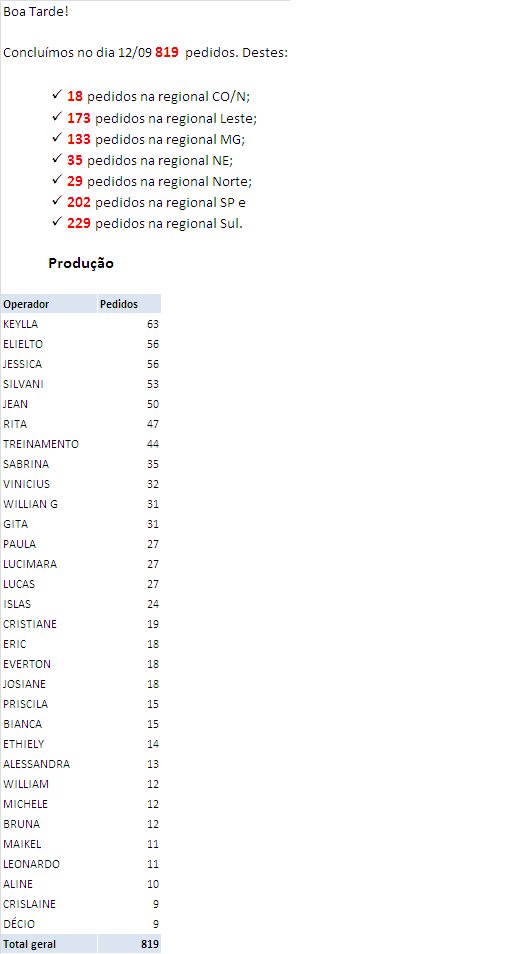 Boa Tarde!
Concluímos no dia 12/09 819 pedidos. Destes:
✓ 18 pedidos na regional CO/N;
✓ 173 pedidos na regional Leste;
✓ 133 pedidos na regional MG;
✓ 35 pedidos na regional NE;
✓ 29 pedidos na regional Norte;
✓ 202 pedidos na regional SP e
✓ 229 pedidos na regional Sul.
Produção
Operador Pedidos
KEYLLA 63
ELIELTO 56
JESSICA 56
SILVANI 53
JEAN 50
RITA 47
TREINAMENTO 44
SABRINA 35
VINICIUS 32
WILLIAN G 31
GITA 31
PAULA 27
LUCIMARA 27
LUCAS 27
ISLAS 24
CRISTIANE 19
ERIC 18
EVERTON 18
JOSIANE 18
PRISCILA 15
BIANCA 15
ETHIELY 14
ALESSANDRA 13
WILLIAM 12
MICHELE 12
BRUNA 12
MAIKEL 11
LEONARDO 11
ALINE 10
CRISLAINE 9
DÉCIO 9
Total geral 819